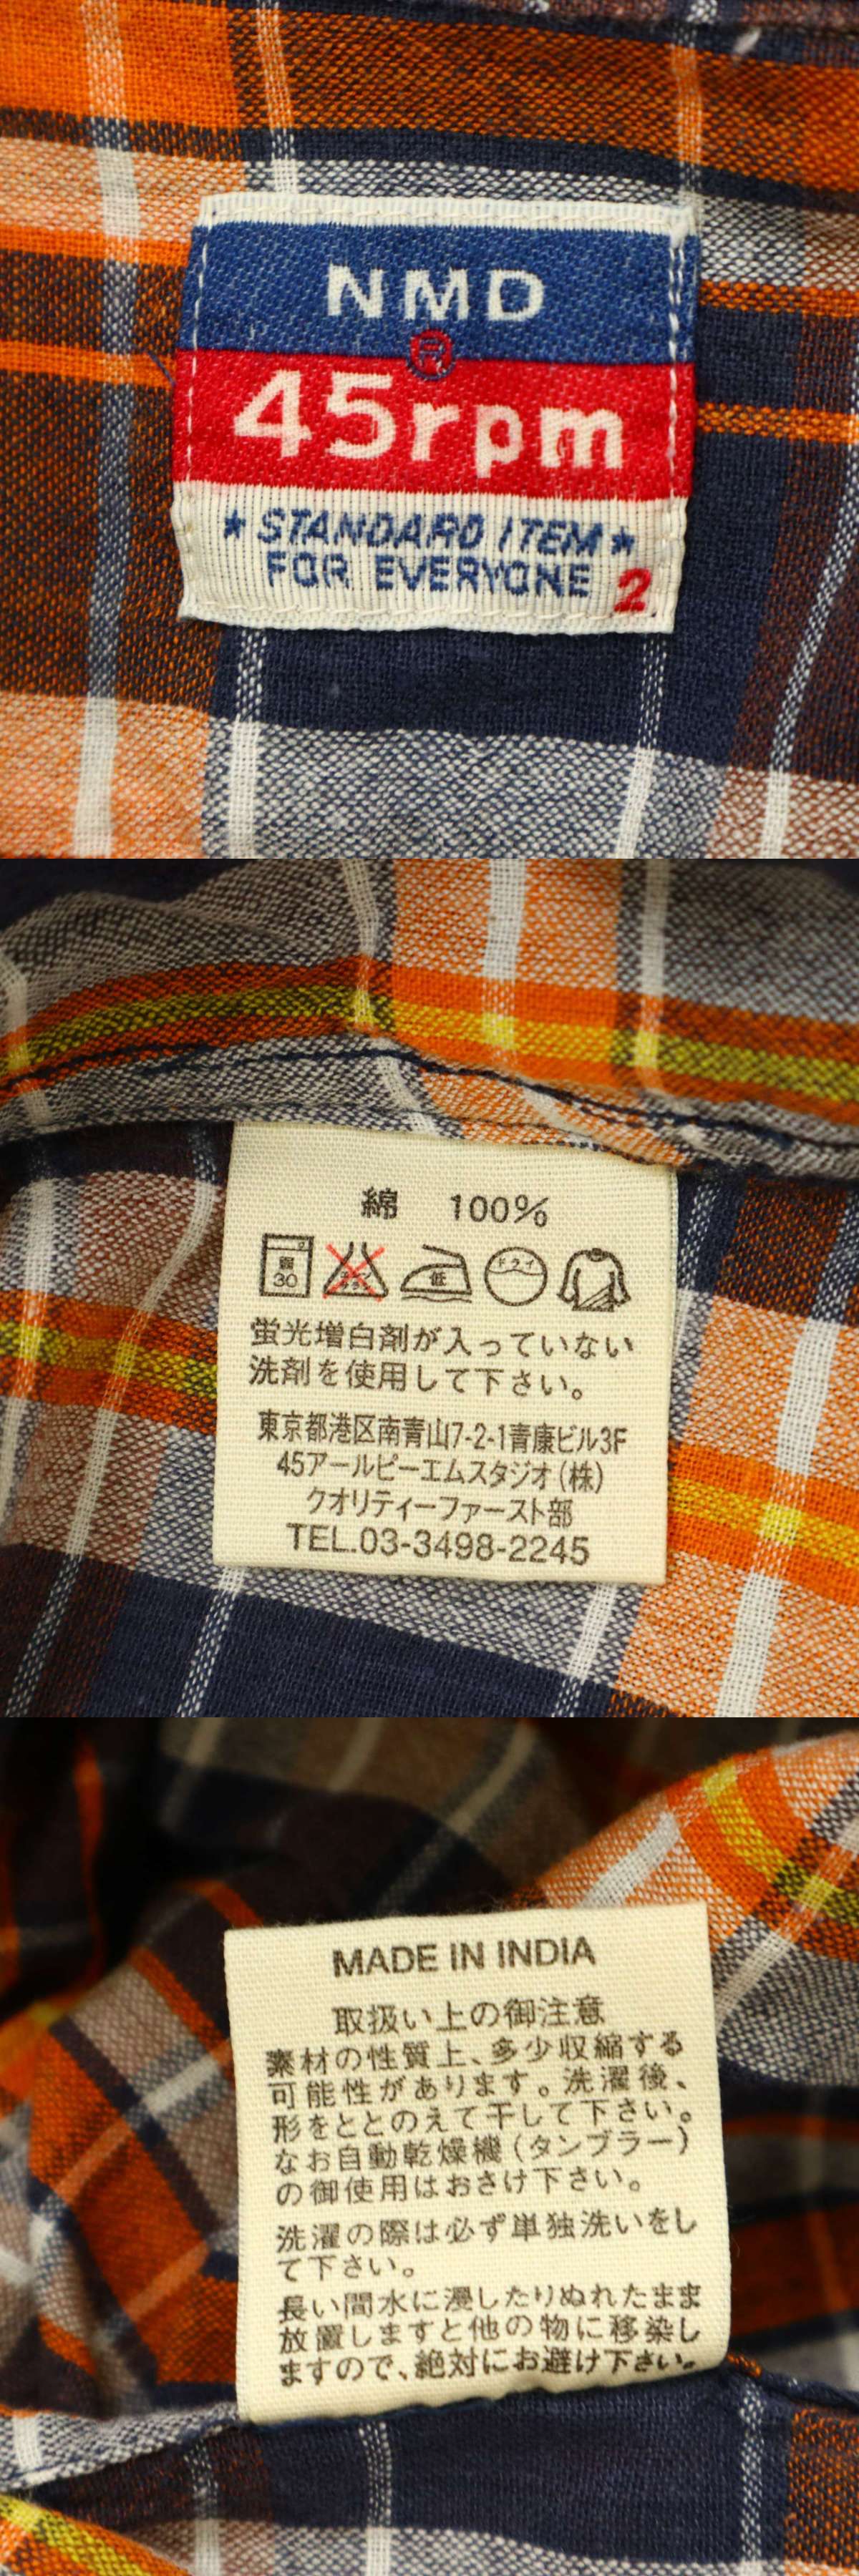 NMD
®
45rpm
★ STANDARD ITEM ★
FOR EVERYONE 2
綿 100%
弱 30 低 ドライ
蛍光増白剤が入っていない
洗剤を使用して下さい。
東京都港区南青山7-2-1青康ビル3F
45アールピーエムスタジオ(株)
クオリティーファースト部
TEL.03-3498-2245
MADE IN INDIA
取扱い上の御注意
素材の性質上、多少収縮する
可能性があります。洗濯後、
形をととのえて干して下さい。
なお自動乾燥機(タンブラー)
の御使用はおさけ下さい。
洗濯の際は必ず単独洗いをし
て下さい。
長い間水に浸したりぬれたまま
放置しますと他の物に移染し
ますので、絶対にお避け下さい。